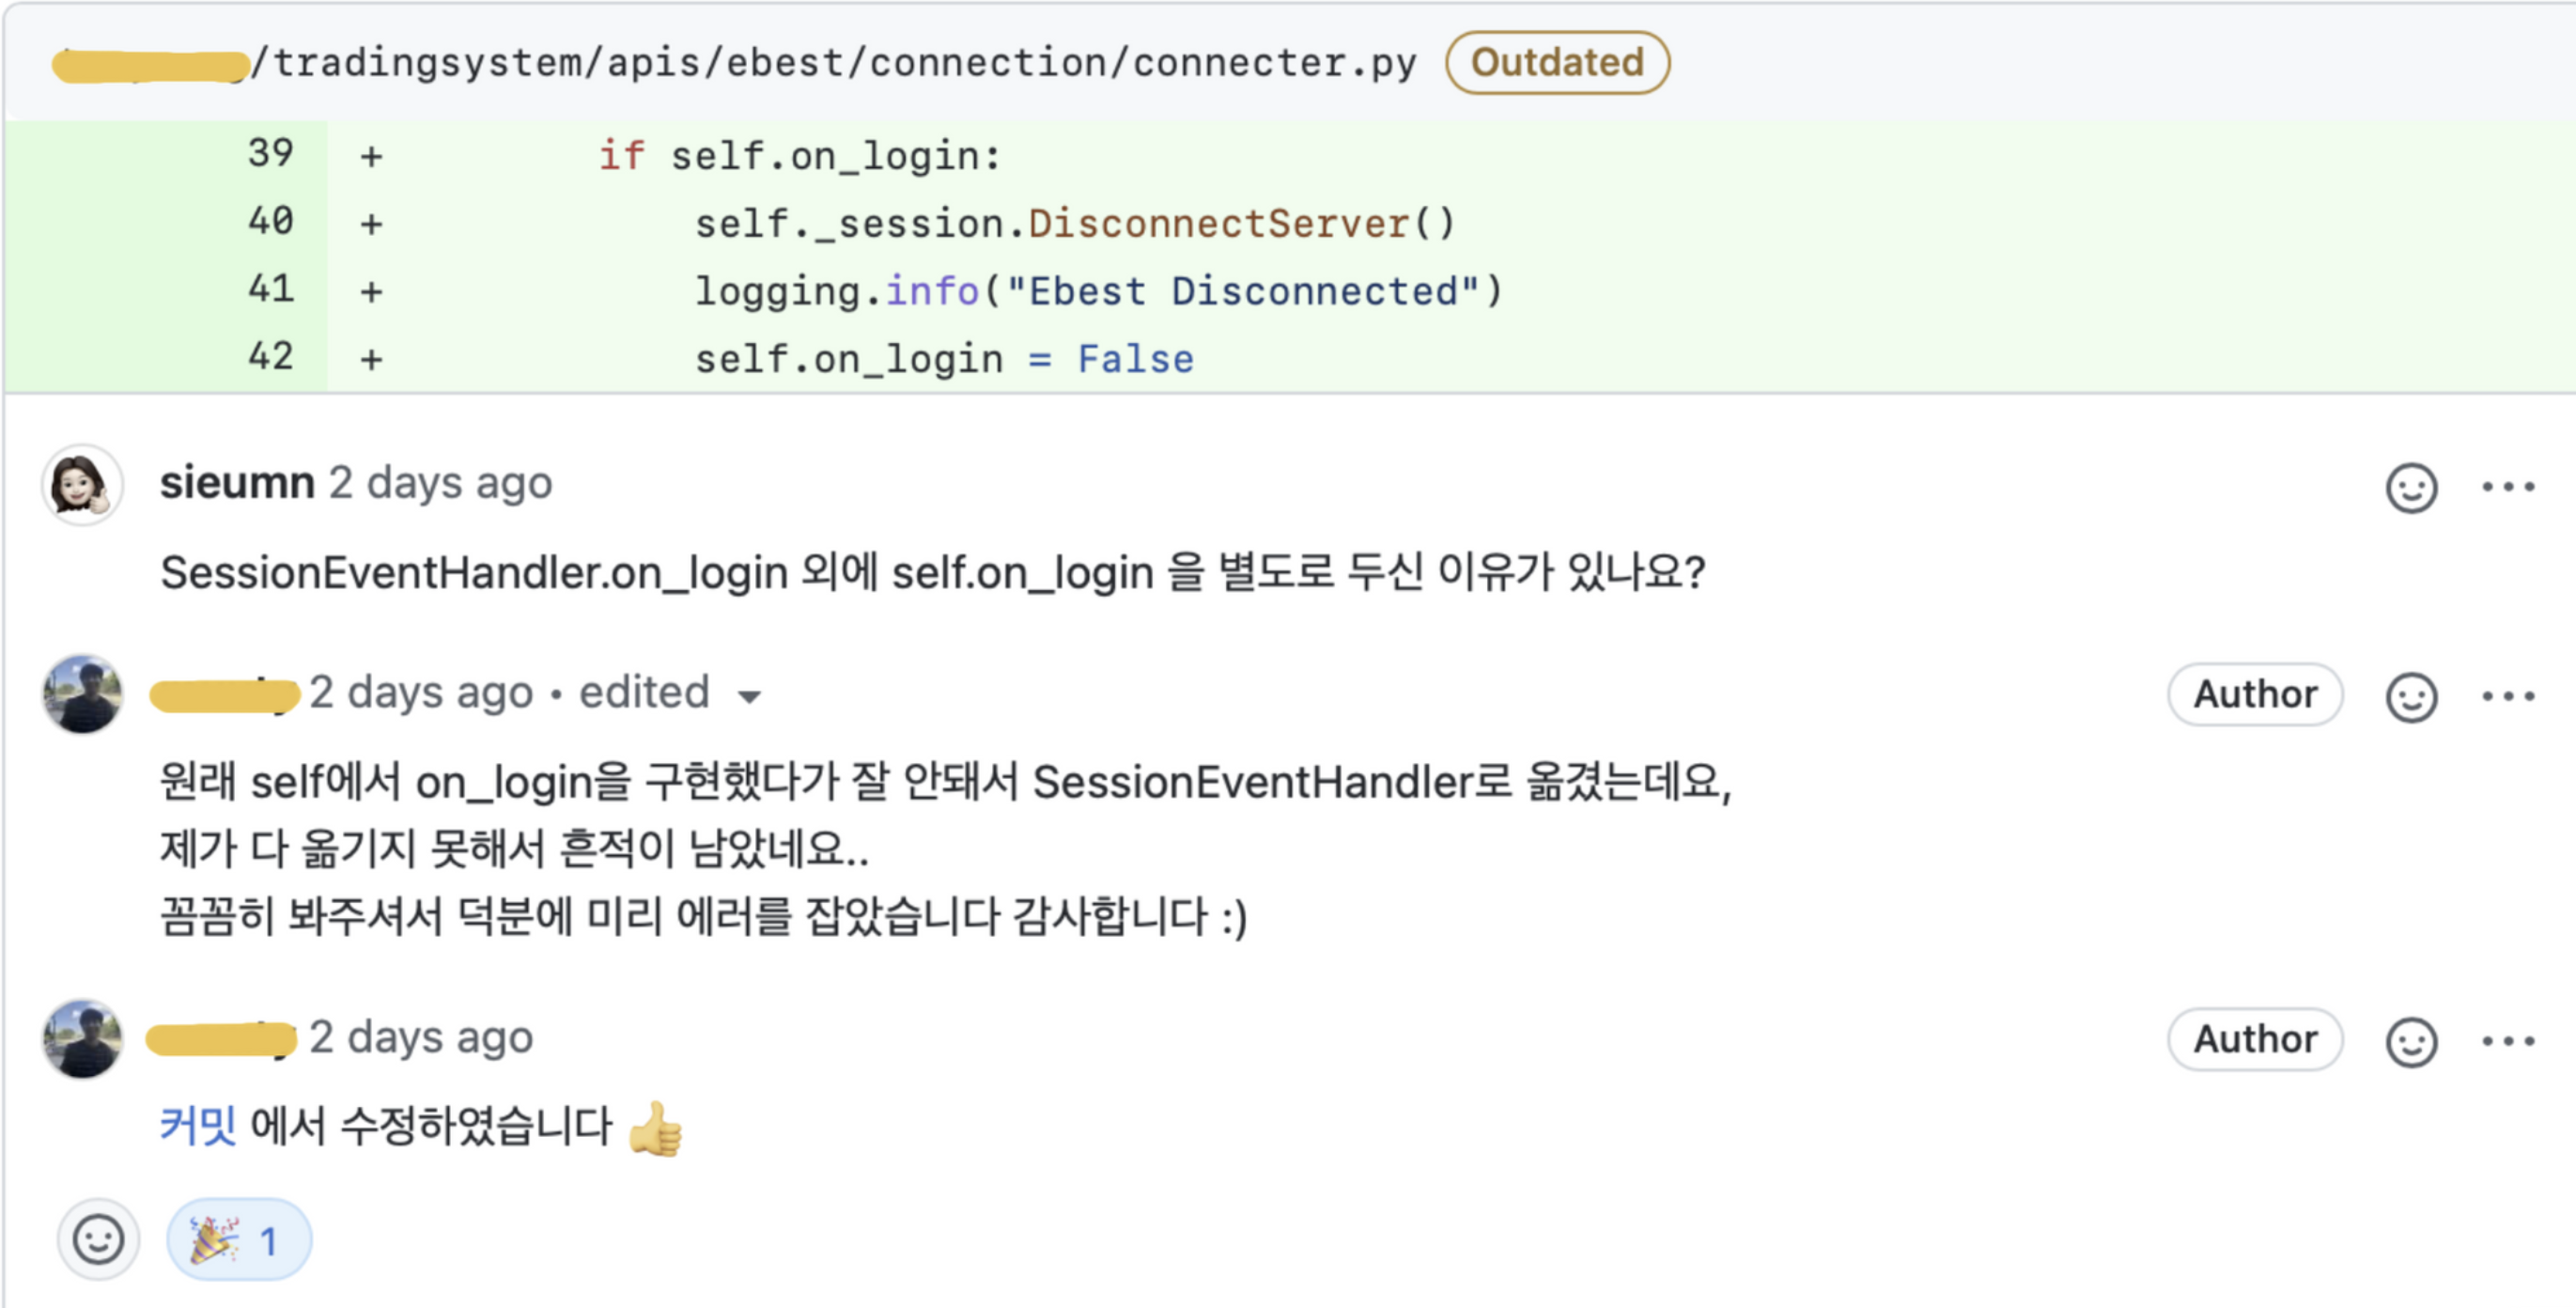 /tradingsystem/apis/ebest/connection/connecter.py Outdated
39 + if self.on_login:
40 + self._session.DisconnectServer()
41 + logging.info("Ebest Disconnected")
42 + self.on_login = False
sieumn 2 days ago
SessionEventHandler.on_login 외에 self.on_login 을 별도로 두신 이유가 있나요?
2 days ago • edited Author
원래 self에서 on_login을 구현했다가 잘 안돼서 SessionEventHandler로 옮겼는데요,
제가 다 옮기지 못해서 흔적이 남았네요..
꼼꼼히 봐주셔서 덕분에 미리 에러를 잡았습니다 감사합니다 :)
2 days ago Author
커밋 에서 수정하였습니다 👍
🎉 1